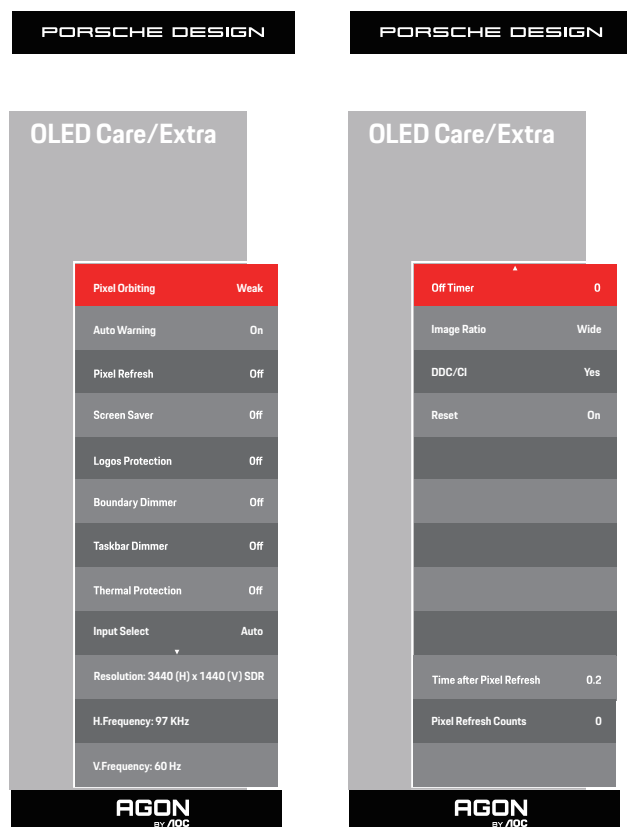 PORSCHE DESIGN
OLED Care/Extra
Pixel Orbiting Weak
Auto Warning On
Pixel Refresh Off
Screen Saver Off
Logos Protection Off
Boundary Dimmer Off
Taskbar Dimmer Off
Thermal Protection Off
Input Select Auto
Resolution: 3440 (H) x 1440 (V) SDR
H.Frequency: 97 KHz
V.Frequency: 60 Hz
AGON
BY AOC
PORSCHE DESIGN
OLED Care/Extra
Off Timer 0
Image Ratio Wide
DDC/CI Yes
Reset On
Time after Pixel Refresh 0.2
Pixel Refresh Counts 0
AGON
BY AOC